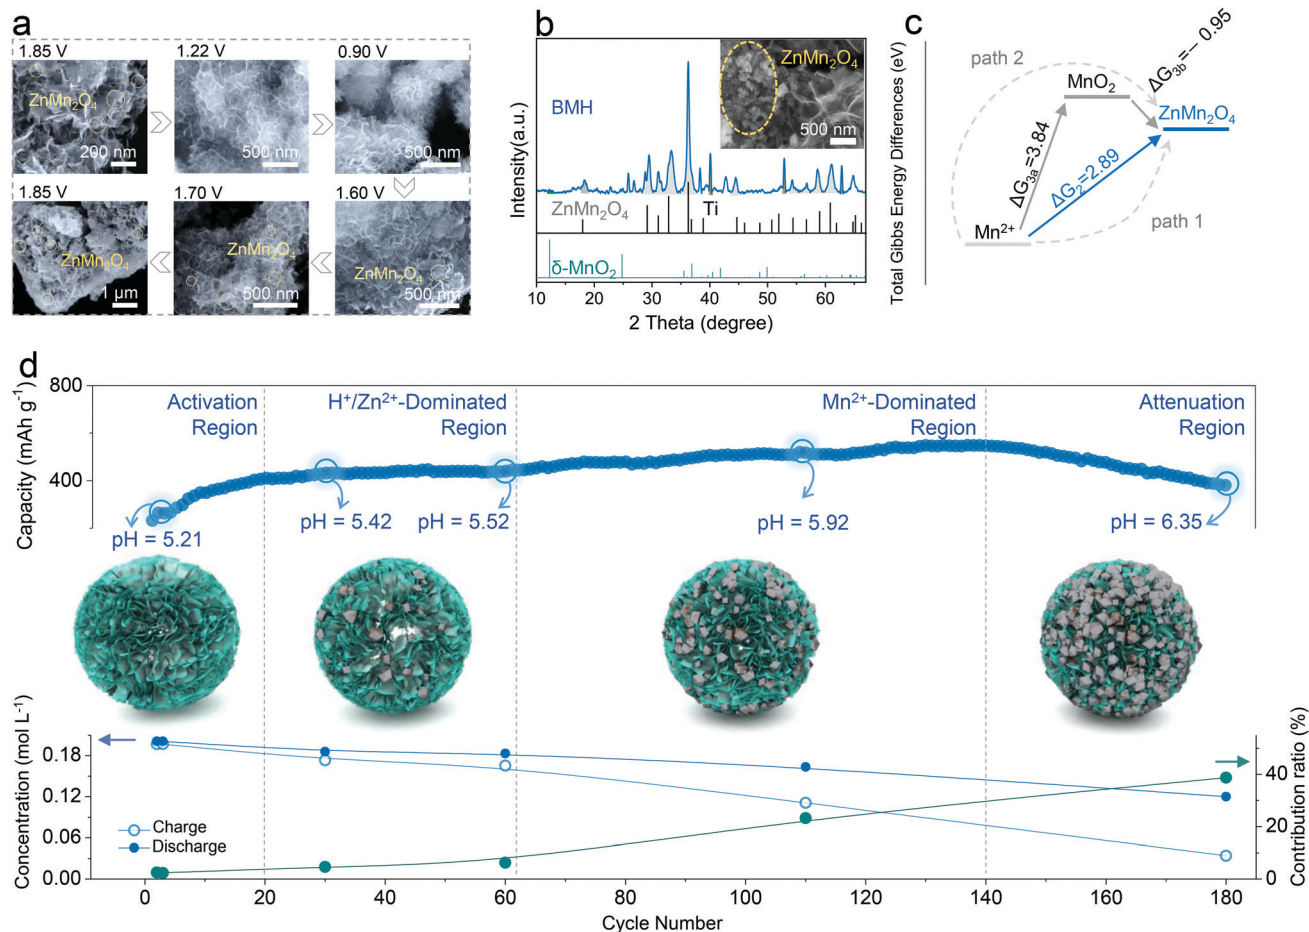 a
1.85 V
1.22 V
0.90 V
ZnMn₂O₄
200 nm
500 nm
500 nm
1.85 V
1.70 V
1.60 V
ZnMn₂O₄
ZnMn₂O₄
ZnMn₂O₄
1 µm
500 nm
500 nm
b
Intensity(a.u.)
BMH
ZnMn₂O₄
500 nm
ZnMn₂O₄
Ti
δ-MnO₂
10 20 30 40 50 60
2 Theta (degree)
c
Total Gibbs Energy Differences (eV)
path 2
MnO₂
ΔG₃b=− 0.95
ZnMn₂O₄
ΔG₃a=3.84
ΔG₂=2.89
Mn²⁺
path 1
d
Capacity (mAh g⁻¹)
800
400
Activation
Region
H⁺/Zn²⁺-Dominated
Region
Mn²⁺-Dominated
Region
Attenuation
Region
pH = 5.21
pH = 5.42
pH = 5.52
pH = 5.92
pH = 6.35
Concentration (mol L⁻¹)
0.18
0.12
0.06
0.00
Charge
Discharge
40
20
0
Contribution ratio (%)
0 20 40 60 80 100 120 140 160 180
Cycle Number